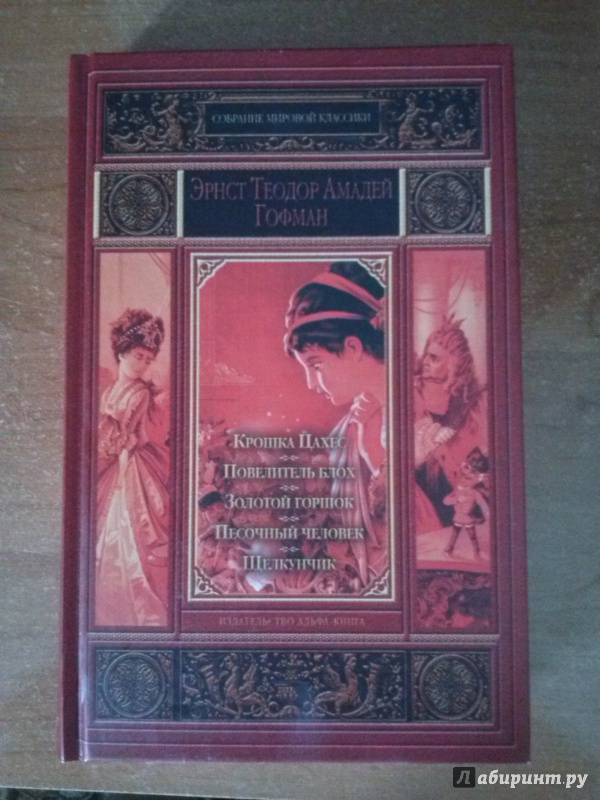 СОБРАНИЕ МИРОВОЙ КЛАССИКИ
ЭРНСТ ТЕОДОР АМАДЕЙ
ГОФМАН
КРОШКА ЦАХЕС
ПОВЕЛИТЕЛЬ БЛОХ
ЗОЛОТОЙ ГОРШОК
ПЕСОЧНЫЙ ЧЕЛОВЕК
ЩЕЛКУНЧИК
ИЗДАТЕЛЬСТВО АЛЬФА-КНИГА
Лабиринт.ру